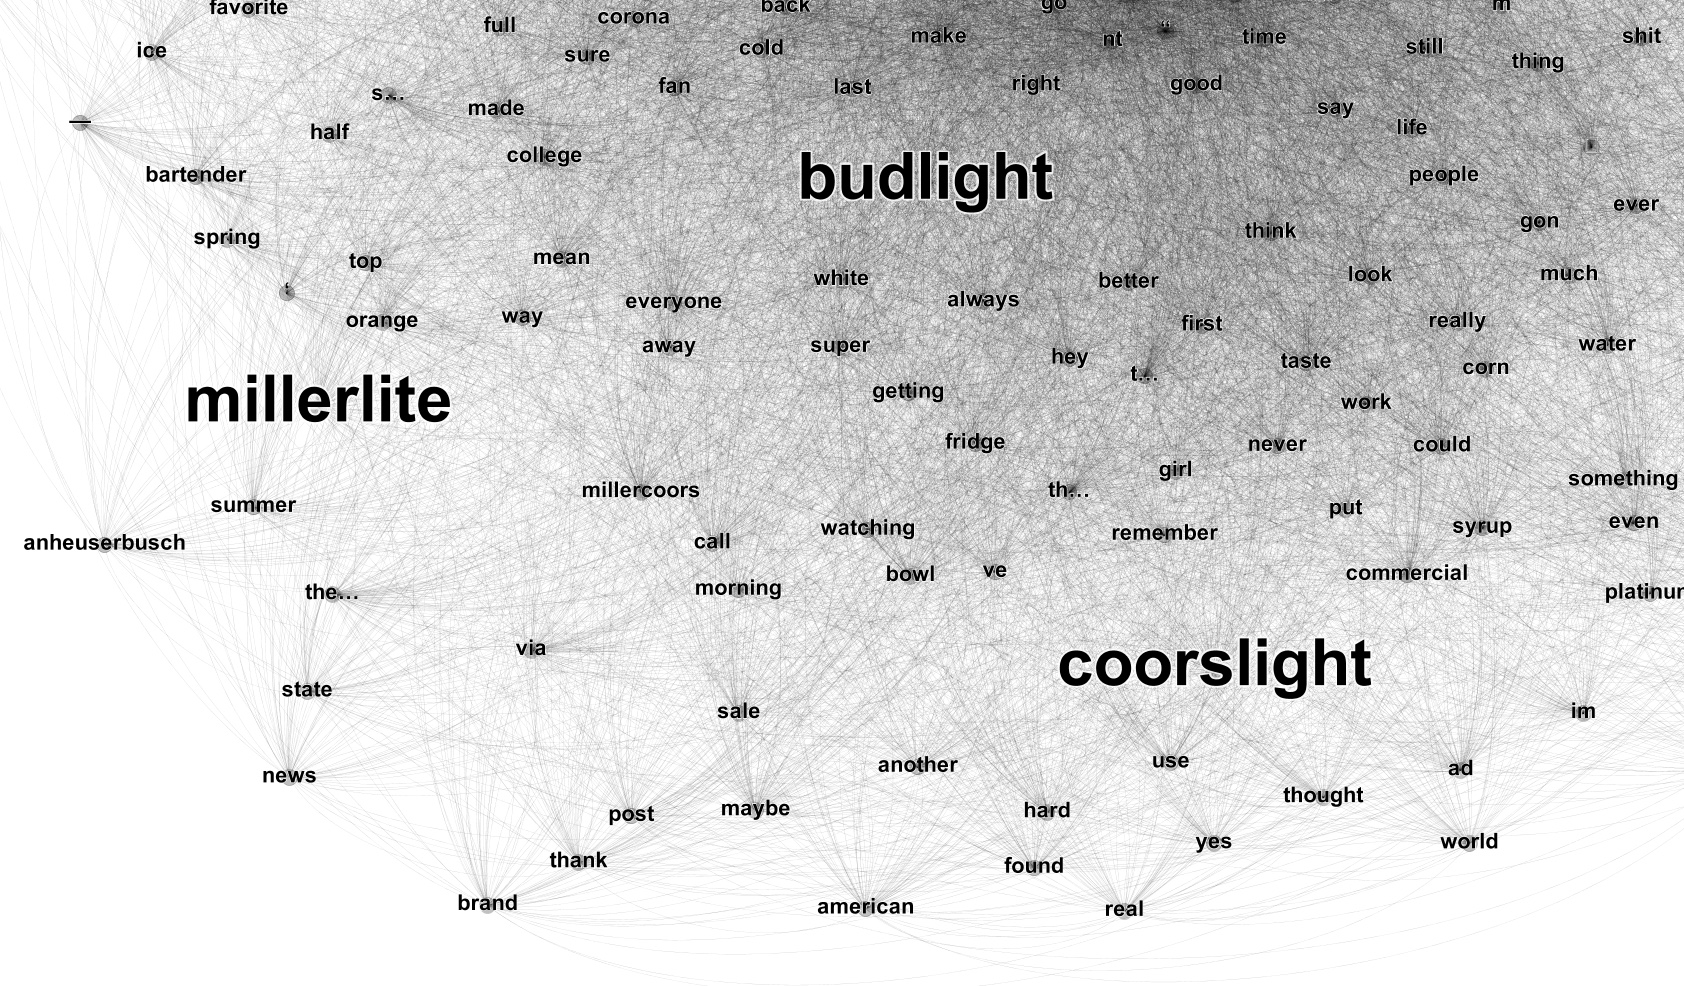 favorite
back
go
m
full
corona
ice
sure
cold
make
nt
“
time
still
shit
thing
s…
fan
last
right
good
made
say
—
half
life
college
bartender
budlight
people
ever
spring
gon
think
top
mean
white
better
look
much
‘
everyone
always
orange
way
first
really
away
super
hey
taste
water
t…
corn
millerlite
getting
work
fridge
never
could
girl
something
millercoors
th…
summer
put
anheuserbusch
call
watching
remember
syrup
even
the…
morning
bowl
ve
commercial
via
coorslight
state
sale
im
news
another
use
ad
post
maybe
hard
thought
thank
found
yes
world
brand
american
real